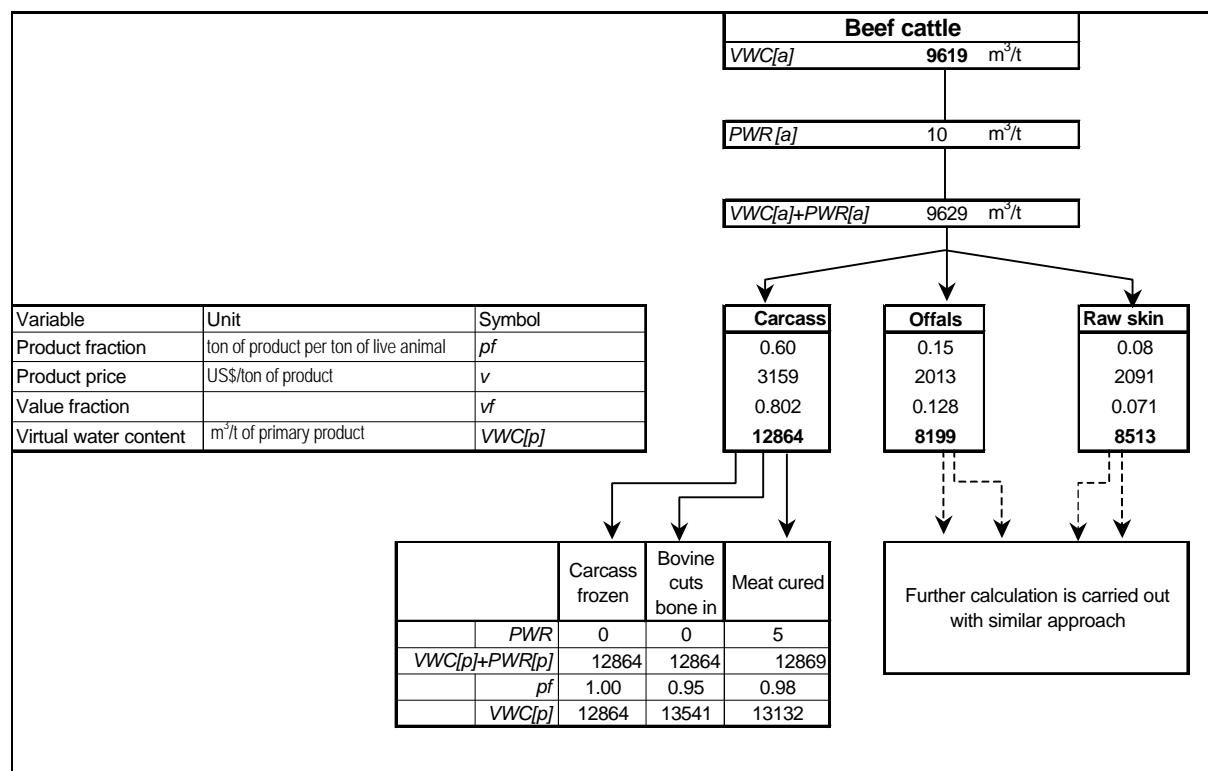 Beef cattle
VWC[a] 9619 m³/t
PWR[a] 10 m³/t
VWC[a]+PWR[a] 9629 m³/t
Variable Unit Symbol
Product fraction ton of product per ton of live animal pf
Product price US$/ton of product v
Value fraction vf
Virtual water content m³/t of primary product VWC[p]
Carcass Offals Raw skin
0.60 0.15 0.08
3159 2013 2091
0.802 0.128 0.071
12864 8199 8513
Carcass frozen Bovine cuts bone in Meat cured
PWR 0 0 5
VWC[p]+PWR[p] 12864 12864 12869
pf 1.00 0.95 0.98
VWC[p] 12864 13541 13132
Further calculation is carried out
with similar approach